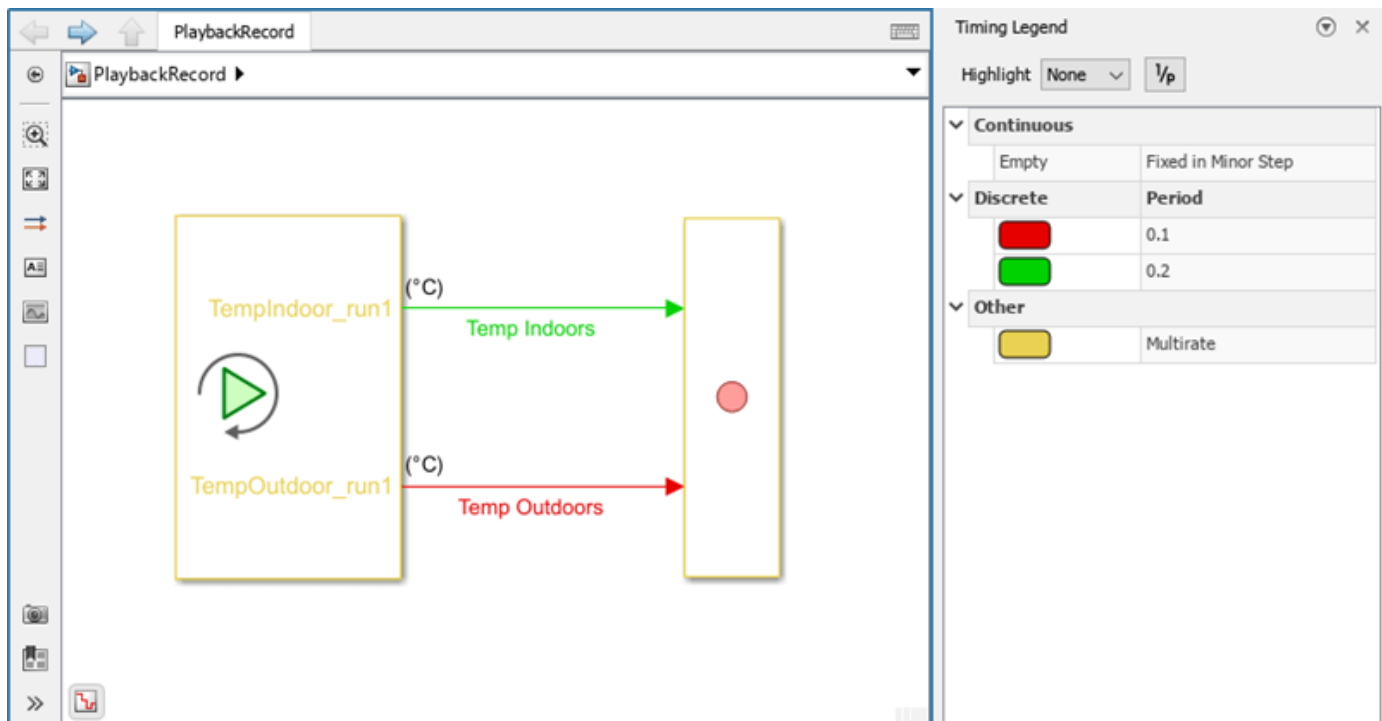 PlaybackRecord
PlaybackRecord
TempIndoor_run1
(°C)
Temp Indoors
TempOutdoor_run1
(°C)
Temp Outdoors
Timing Legend
Highlight None 1/P
Continuous
Empty Fixed in Minor Step
Discrete Period
0.1
0.2
Other
Multirate